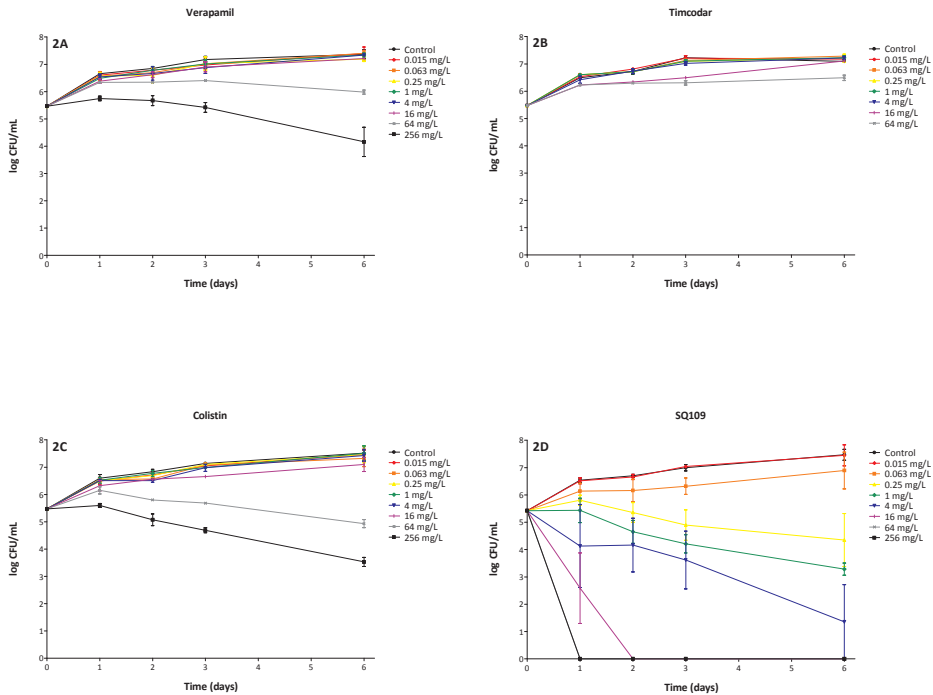 Verapamil
2A
8
7
6
5
4
3
2
1
0
log CFU/mL
0 1 2 3 4 5 6
Time (days)
Control
0.015 mg/L
0.063 mg/L
0.25 mg/L
1 mg/L
4 mg/L
16 mg/L
64 mg/L
256 mg/L
Timcodar
2B
8
7
6
5
4
3
2
1
0
log CFU/mL
0 1 2 3 4 5 6
Time (days)
Control
0.015 mg/L
0.063 mg/L
0.25 mg/L
1 mg/L
4 mg/L
16 mg/L
64 mg/L
Colistin
2C
8
7
6
5
4
3
2
1
0
log CFU/mL
0 1 2 3 4 5 6
Time (days)
Control
0.015 mg/L
0.063 mg/L
0.25 mg/L
1 mg/L
4 mg/L
16 mg/L
64 mg/L
256 mg/L
SQ109
2D
8
7
6
5
4
3
2
1
0
log CFU/mL
0 1 2 3 4 5 6
Time (days)
Control
0.015 mg/L
0.063 mg/L
0.25 mg/L
1 mg/L
4 mg/L
16 mg/L
64 mg/L
256 mg/L